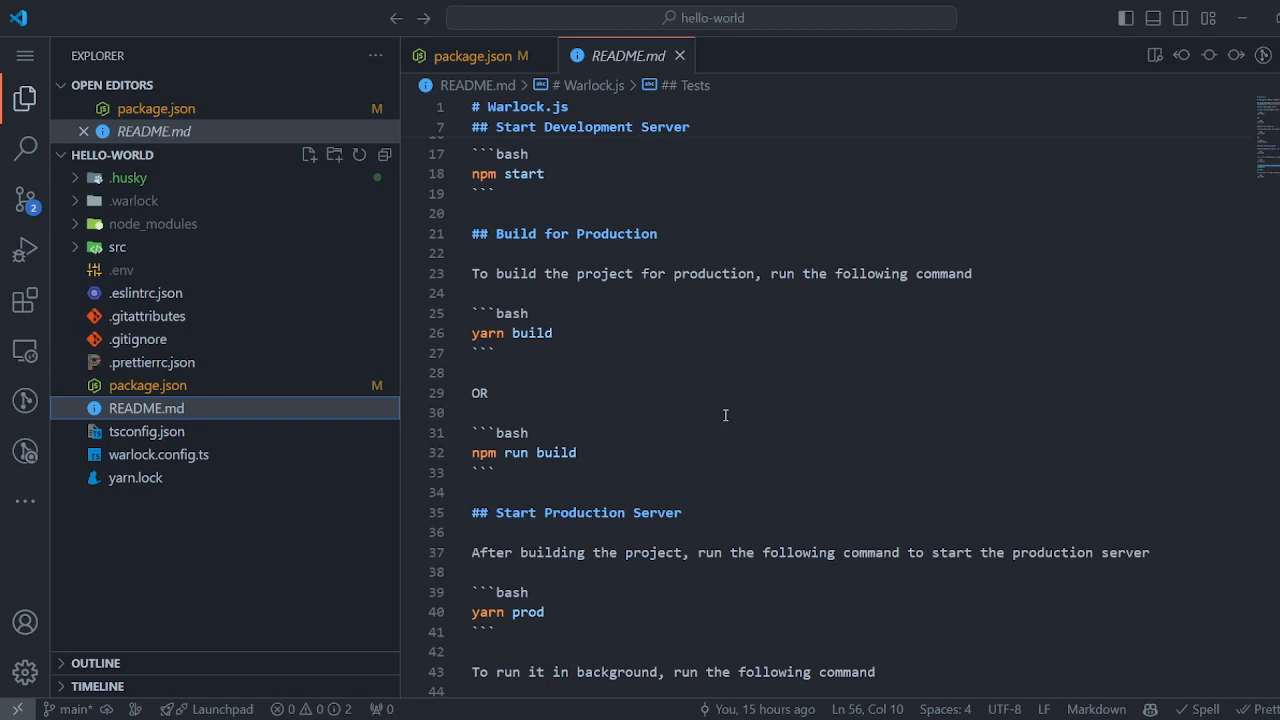 hello-world
EXPLORER
OPEN EDITORS
package.json M
README.md
HELLO-WORLD
.husky
.warlock
node_modules
src
.env
.eslintrc.json
.gitattributes
.gitignore
.prettierrc.json
package.json M
README.md
tsconfig.json
warlock.config.ts
yarn.lock
OUTLINE
TIMELINE
2
package.json M
README.md
README.md > # Warlock.js > ## Tests
1 # Warlock.js
7 ## Start Development Server
17 ```bash
18 npm start
19 ```
20
21 ## Build for Production
22
23 To build the project for production, run the following command
24
25 ```bash
26 yarn build
27 ```
28
29 OR
30
31 ```bash
32 npm run build
33 ```
34
35 ## Start Production Server
36
37 After building the project, run the following command to start the production server
38
39 ```bash
40 yarn prod
41 ```
42
43 To run it in background, run the following command
44
main* Launchpad 0 0 2 0 You, 15 hours ago Ln 56, Col 10 Spaces: 4 UTF-8 LF Markdown Spell Prett